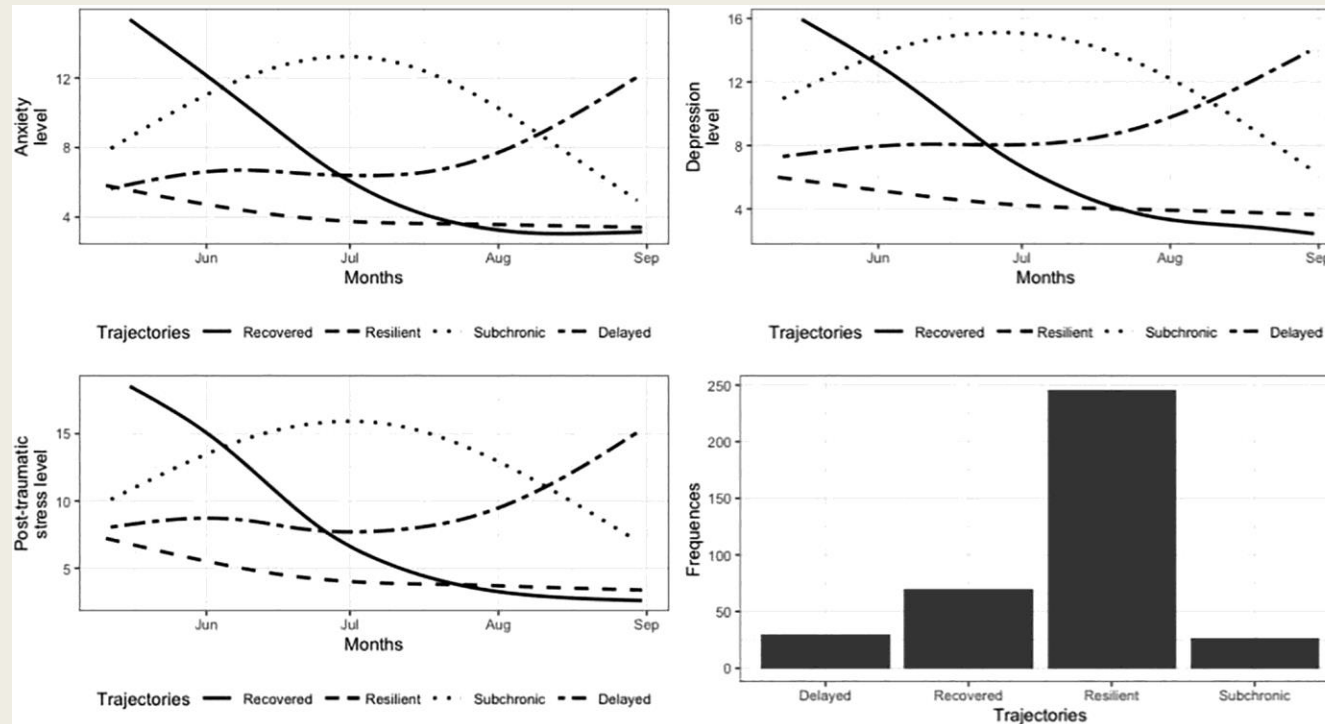 12
8
4
Anxiety
level
Jun Jul Aug Sep
Months
Trajectories Recovered Resilient Subchronic Delayed
16
12
8
4
Depression
level
Jun Jul Aug Sep
Months
Trajectories Recovered Resilient Subchronic Delayed
15
10
5
Post-traumatic
stress level
Jun Jul Aug Sep
Months
Trajectories Recovered Resilient Subchronic Delayed
250
200
150
100
50
0
Frequences
Delayed Recovered Resilient Subchronic
Trajectories